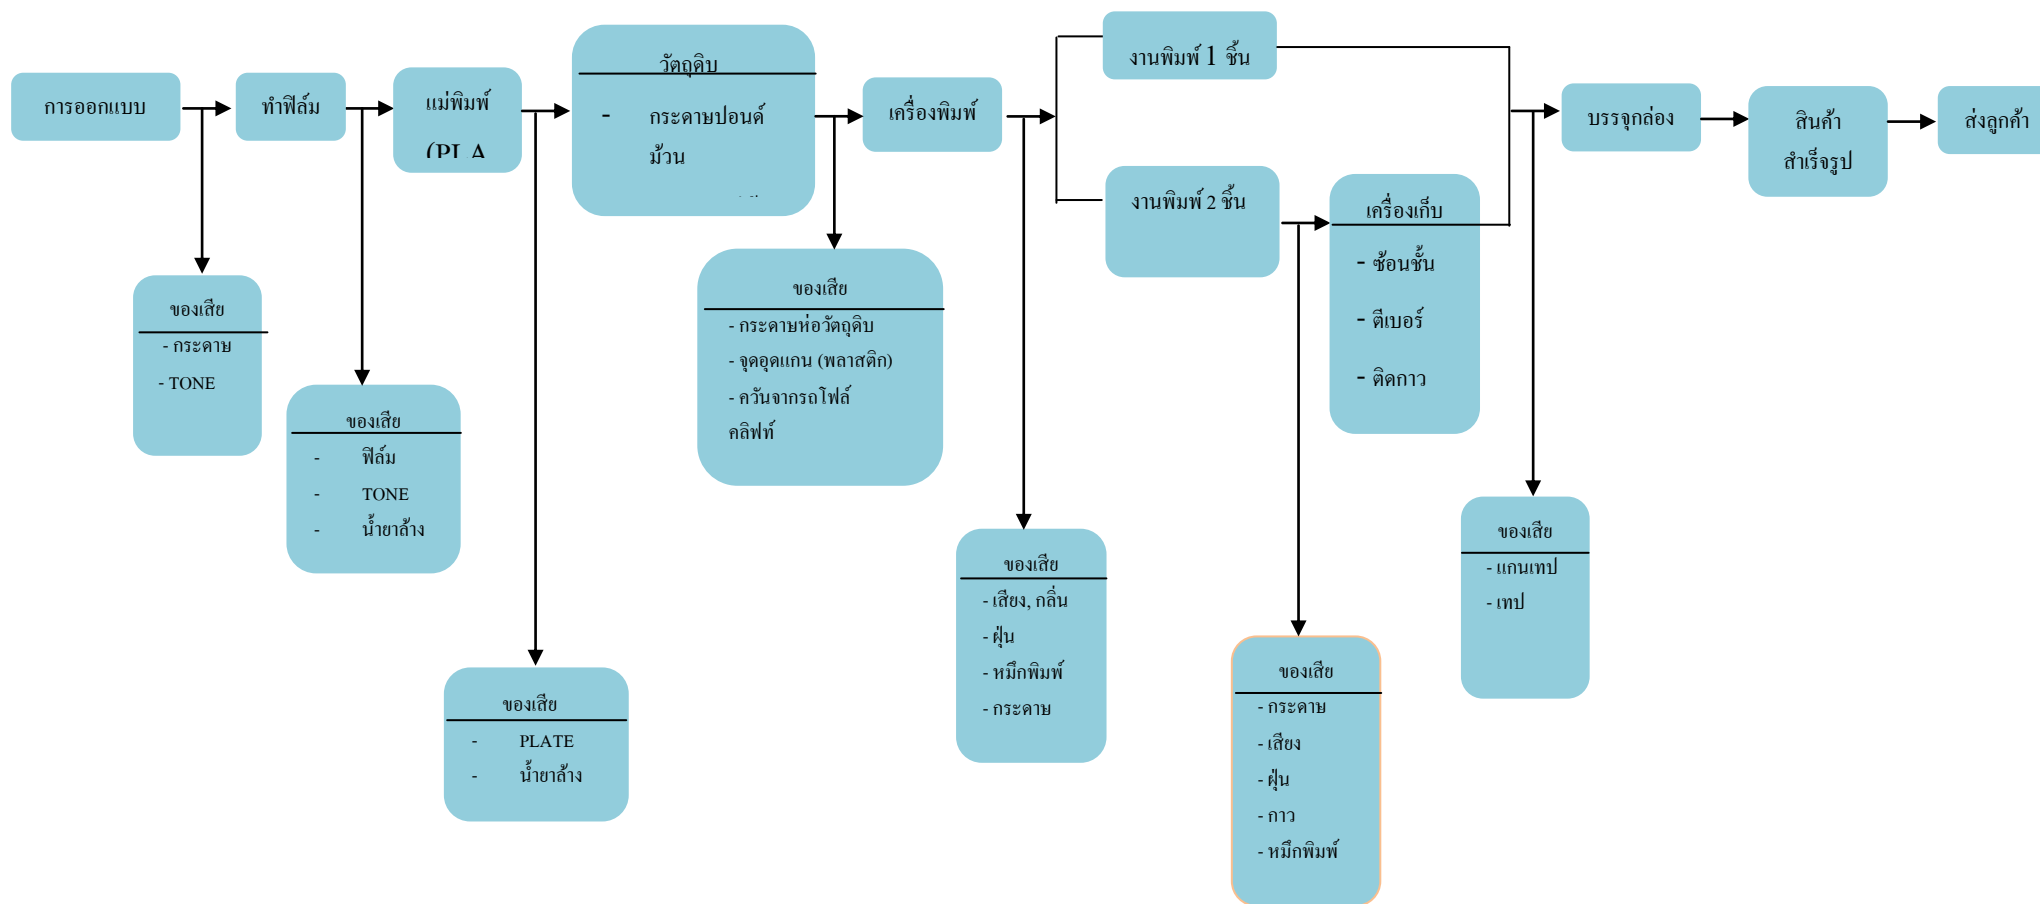 การออกแบบ
ทำฟิล์ม
แม่พิมพ์
(PLA
วัตถุดิบ
- กระดาษปอนด์
ม้วน
เครื่องพิมพ์
งานพิมพ์ 1 ชิ้น
งานพิมพ์ 2 ชิ้น
เครื่องเก็บ
- ซ้อนชั้น
- ตีเบอร์
- ติดกาว
บรรจุกล่อง
สินค้า
สำเร็จรูป
ส่งลูกค้า
ของเสีย
- กระดาษ
- TONE
ของเสีย
- ฟิล์ม
- TONE
- น้ำยาล้าง
ของเสีย
- PLATE
- น้ำยาล้าง
ของเสีย
- กระดาษห่อวัตถุดิบ
- จุดอุดแกน (พลาสติก)
- ควันจากรถโฟล์
คลิฟท์
ของเสีย
- เสียง, กลิ่น
- ฝุ่น
- หมึกพิมพ์
- กระดาษ
ของเสีย
- กระดาษ
- เสียง
- ฝุ่น
- กาว
- หมึกพิมพ์
ของเสีย
- แกนเทป
- เทป